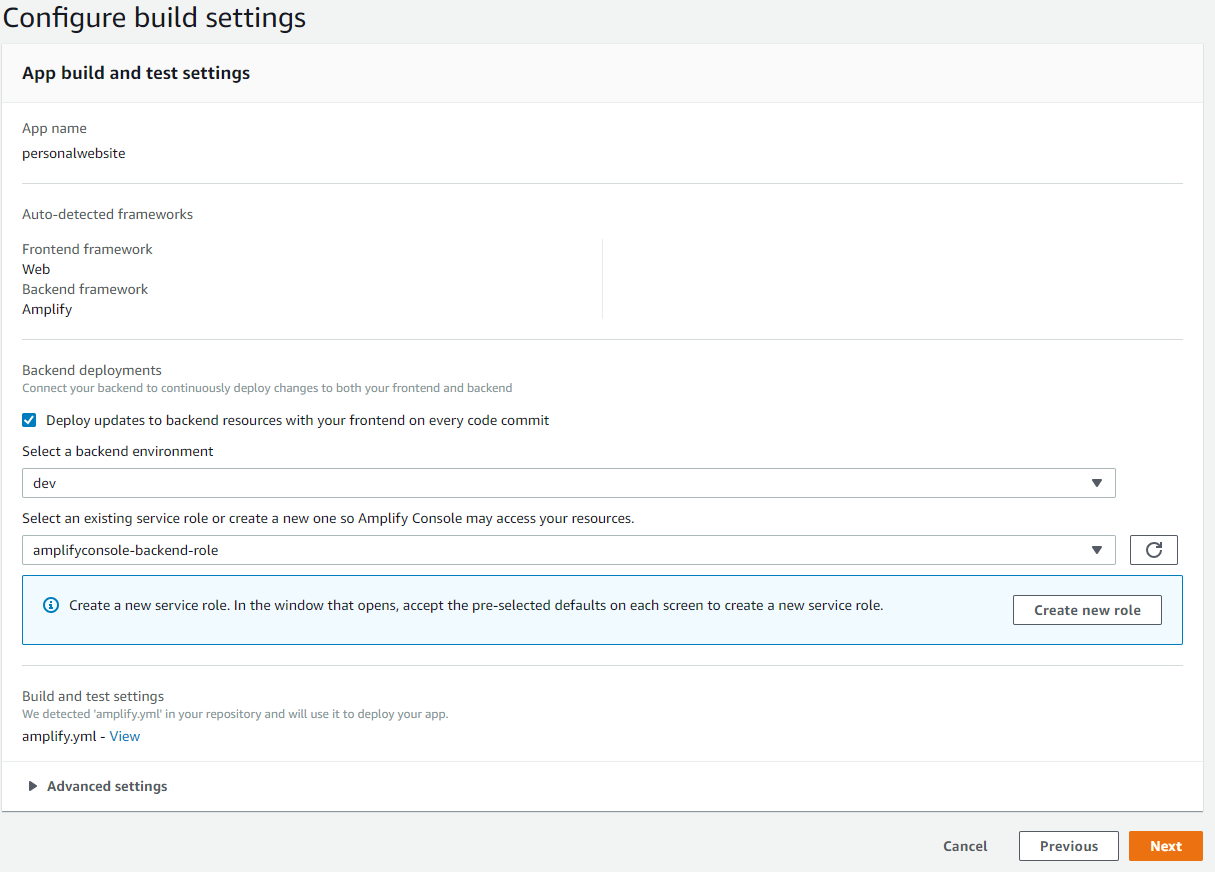 Configure build settings
App build and test settings
App name
personalwebsite
Auto-detected frameworks
Frontend framework
Web
Backend framework
Amplify
Backend deployments
Connect your backend to continuously deploy changes to both your frontend and backend
Deploy updates to backend resources with your frontend on every code commit
Select a backend environment
dev
Select an existing service role or create a new one so Amplify Console may access your resources.
amplifyconsole-backend-role
Create a new service role. In the window that opens, accept the pre-selected defaults on each screen to create a new service role.
Create new role
Build and test settings
We detected 'amplify.yml' in your repository and will use it to deploy your app.
amplify.yml - View
Advanced settings
Cancel
Previous
Next